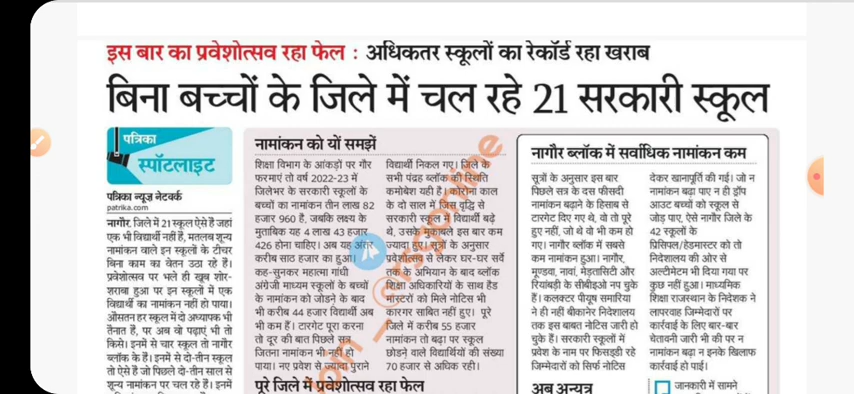 इस बार का प्रवेशोत्सव रहा फेल : अधिकतर स्कूलों का रेकॉर्ड रहा खराब
बिना बच्चों के जिले में चल रहे 21 सरकारी स्कूल
पत्रिका
स्पॉटलाइट
पत्रिका न्यूज़ नेटवर्क
patrika.com
नागौर. जिले में 21 स्कूल ऐसे हैं जहां
एक भी विद्यार्थी नहीं हैं, मतलब शून्य
नामांकन वाले इन स्कूलों के टीचर
बिना काम का वेतन उठा रहे हैं।
प्रवेशोत्सव पर भले ही खूब शोर-
शराबा हुआ पर इन स्कूल में एक
विद्यार्थी का नामांकन नहीं हो पाया।
औसतन हर स्कूल में दो अध्यापक भी
तैनात हैं, पर अब वो पढ़ाएं भी तो
किसे। इनमें से चार स्कूल तो नागौर
ब्लॉक के हैं। इनमें से दो-तीन स्कूल
तो ऐसे हैं जो पिछले दो-तीन साल से
शून्य नामांकन पर चल रहे हैं। इनमें
नामांकन को यों समझें
शिक्षा विभाग के आंकड़ों पर गौर
फरमाएं तो वर्ष 2022-23 में
जिलेभर के सरकारी स्कूलों के
बच्चों का नामांकन तीन लाख 82
हजार 960 है, जबकि लक्ष्य के
मुताबिक यह 4 लाख 43 हजार
426 होना चाहिए। अब यह अंतर
करीब साठ हजार का हुआ।
कह-सुनकर महात्मा गांधी
अंग्रेजी माध्यम स्कूलों के बच्चों
के नामांकन को जोड़ने के बाद
भी करीब 44 हजार विद्यार्थी अब
भी कम हैं। टारगेट पूरा करना
तो दूर की बात पिछले सत्र
जितना नामांकन भी नहीं हो
पाया। नए प्रवेश से ज्यादा पुराने
विद्यार्थी निकल गए। जिले के
सभी पंद्रह ब्लॉक की स्थिति
कमोबेश यही है। कोरोना काल
के दो साल में जिस वृद्धि से
सरकारी स्कूल में विद्यार्थी बढ़े
थे, उसके मुकाबले इस बार कम
ज्यादा हुए। सूत्रों के अनुसार
प्रवेशोत्सव से लेकर घर-घर सर्वे
तक के अभियान के बाद ब्लॉक
शिक्षा अधिकारियों के साथ हैड
मास्टरों को मिले नोटिस भी
कारगर साबित नहीं हुए। पूरे
जिले में करीब 55 हजार
नामांकन तो बढ़ा पर स्कूल
छोड़ने वाले विद्यार्थियों की संख्या
70 हजार से अधिक रही।
पूरे जिले में प्रवेशोत्सव रहा फेल
नागौर ब्लॉक में सर्वाधिक नामांकन कम
सूत्रों के अनुसार इस बार
पिछले सत्र के दस फीसदी
नामांकन बढ़ाने के हिसाब से
टारगेट दिए गए थे, वो तो पूरे
हुए नहीं, जो थे वो भी कम हो
गए। नागौर ब्लॉक में सबसे
कम नामांकन हुआ। नागौर,
मूण्डवा, नावां, मेड़तासिटी और
रियांबड़ी के सीबीइओ नप चुके
हैं। कलक्टर पीयूष समारिया
ने ही नहीं बीकानेर निदेशालय
तक इस बाबत नोटिस जारी हो
चुके हैं। सरकारी स्कूलों में
प्रवेश के नाम पर फिसड्डी रहे
जिम्मेदारों को सिर्फ नोटिस
देकर खानापूर्ति की गई। जो न
नामांकन बढ़ा पाए न ही ड्रॉप
आउट बच्चों को स्कूल से
जोड़ पाए, ऐसे नागौर जिले के
42 स्कूलों के
प्रिंसिपल/हेडमास्टर को तो
निदेशालय की ओर से
अल्टीमेटम भी दिया गया पर
कुछ नहीं हुआ। माध्यमिक
शिक्षा राजस्थान के निदेशक ने
लापरवाह जिम्मेदारों पर
कार्रवाई के लिए बार-बार
चेतावनी जारी भी की पर न
नामांकन बढ़ा न इनके खिलाफ
कार्रवाई हो पाई।
अब अन्यत्र
जानकारी में सामने